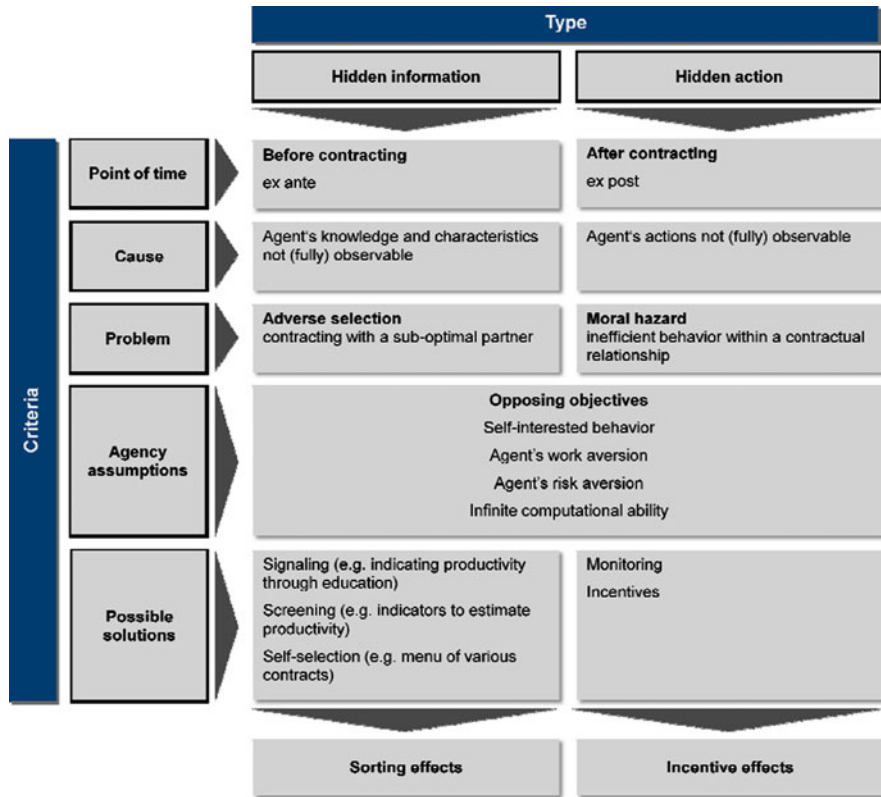 Type
Hidden information
Hidden action
Criteria
Point of time
Before contracting
ex ante
After contracting
ex post
Cause
Agent's knowledge and characteristics
not (fully) observable
Agent's actions not (fully) observable
Problem
Adverse selection
contracting with a sub-optimal partner
Moral hazard
inefficient behavior within a contractual
relationship
Agency
assumptions
Opposing objectives
Self-interested behavior
Agent's work aversion
Agent's risk aversion
Infinite computational ability
Possible
solutions
Signaling (e.g. indicating productivity
through education)
Screening (e.g. indicators to estimate
productivity)
Self-selection (e.g. menu of various
contracts)
Monitoring
Incentives
Sorting effects
Incentive effects